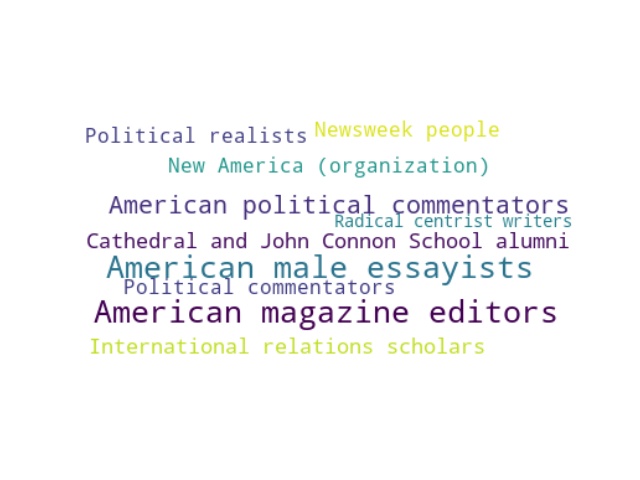 Political realists
Newsweek people
New America (organization)
American political commentators
Radical centrist writers
Cathedral and John Connon School alumni
American male essayists
Political commentators
American magazine editors
International relations scholars